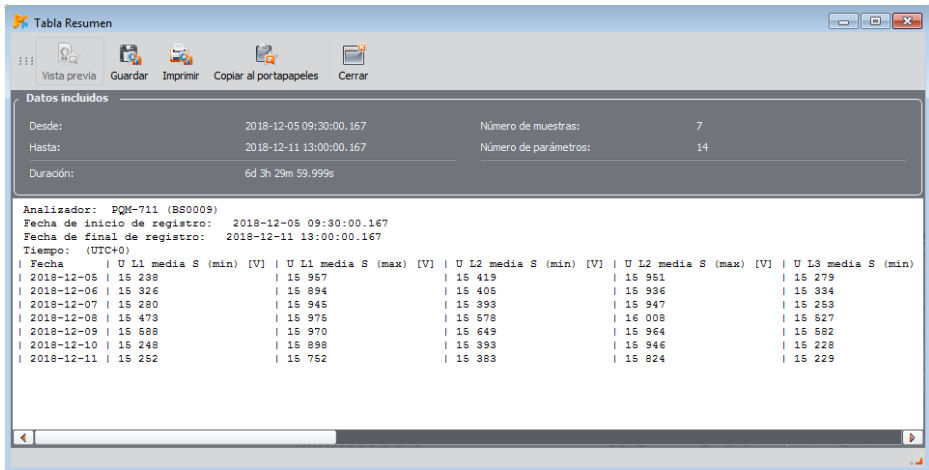 Tabla Resumen
Vista previa Guardar Imprimir Copiar al portapapeles Cerrar
Datos incluidos
Desde: 2018-12-05 09:30:00.167 Número de muestras: 7
Hasta: 2018-12-11 13:00:00.167 Número de parámetros: 14
Duración: 6d 3h 29m 59.999s
Analizador: PQM-711 (BS0009)
Fecha de inicio de registro: 2018-12-05 09:30:00.167
Fecha de final de registro: 2018-12-11 13:00:00.167
Tiempo: (UTC+0)
| Fecha | U L1 media S (min) [V] | U L1 media S (max) [V] | U L2 media S (min) [V] | U L2 media S (max) [V] | U L3 media S (min)
| 2018-12-05 | 15 238 | 15 957 | 15 419 | 15 951 | 15 279
| 2018-12-06 | 15 326 | 15 894 | 15 405 | 15 936 | 15 334
| 2018-12-07 | 15 280 | 15 945 | 15 393 | 15 947 | 15 253
| 2018-12-08 | 15 473 | 15 975 | 15 578 | 16 008 | 15 527
| 2018-12-09 | 15 588 | 15 970 | 15 649 | 15 964 | 15 582
| 2018-12-10 | 15 248 | 15 898 | 15 393 | 15 946 | 15 228
| 2018-12-11 | 15 252 | 15 752 | 15 383 | 15 824 | 15 229